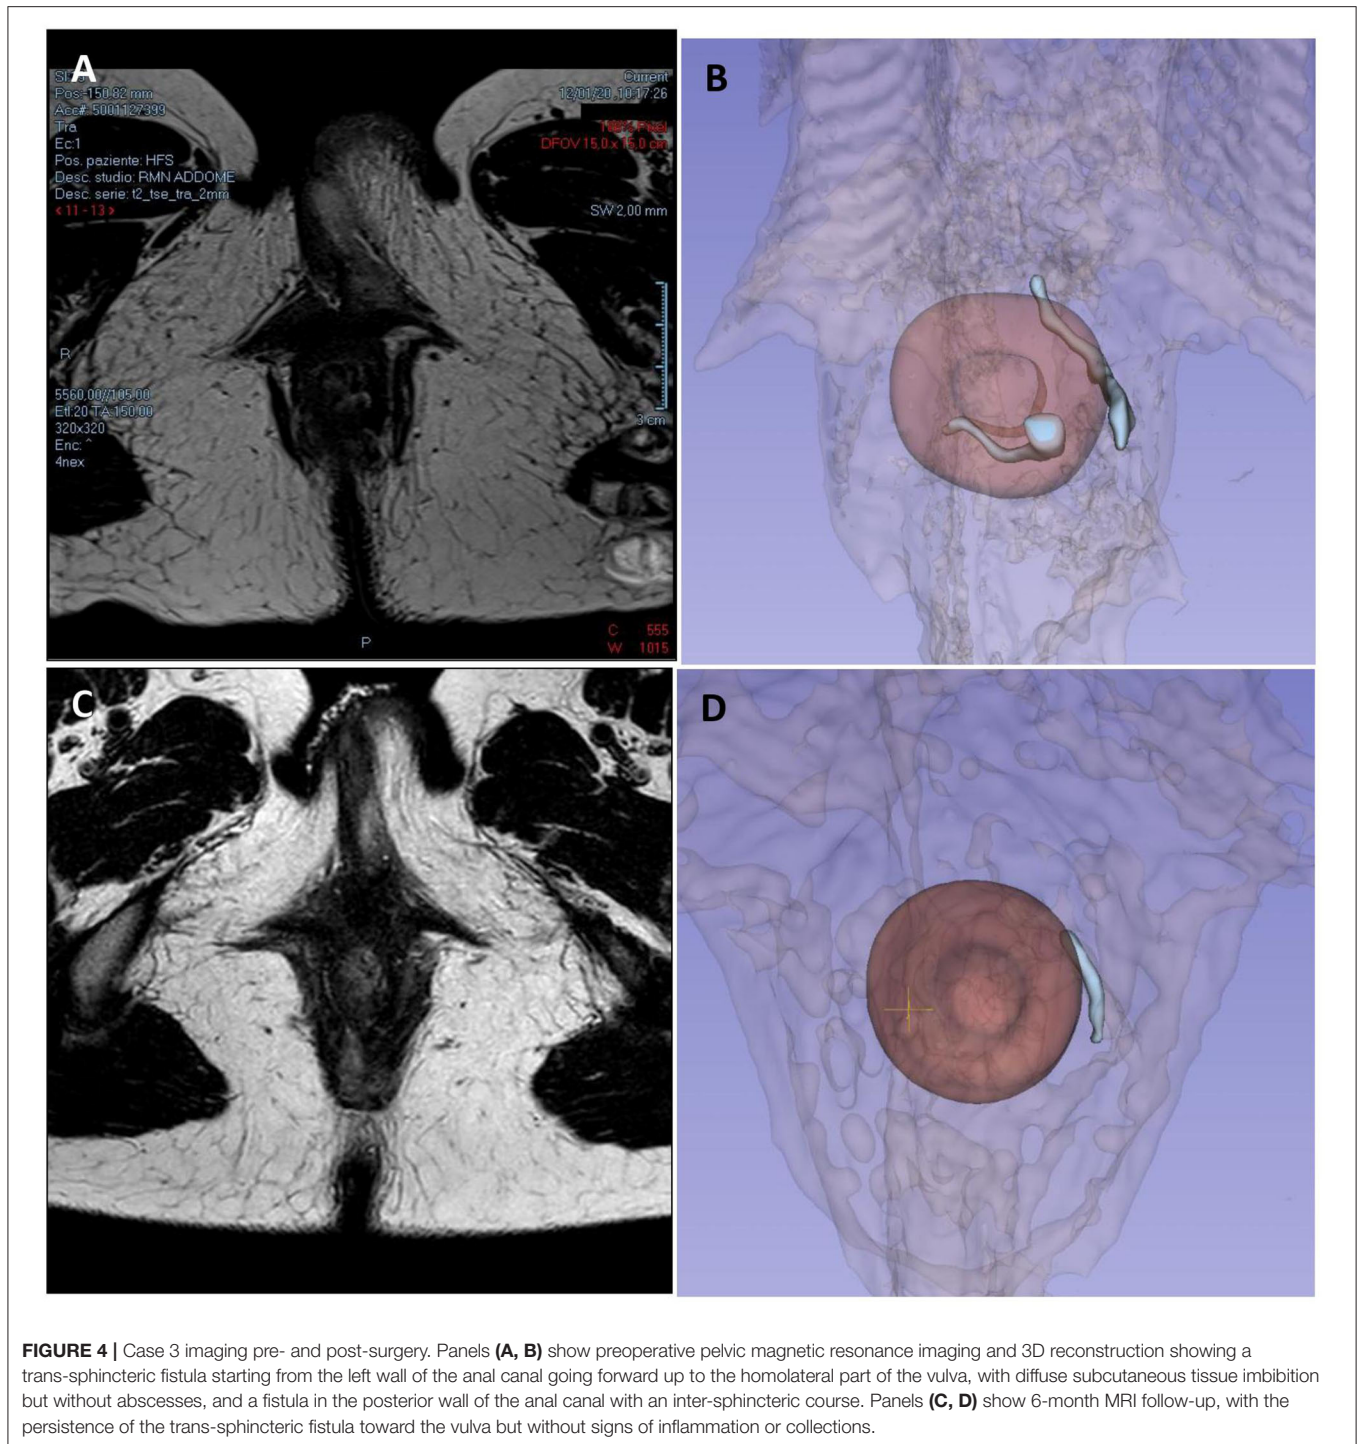 A
SI:
Pos-150.82 mm
Acc#: 5001127399
Tra
Ec:1
Pos. paziente: HFS
Desc. studio: RMN ADDOME
Desc. serie: t2_tse_tra_2mm
< 11 - 13 >
Current
12/01/20, 10:17:26
Pixel
DFOV 15,0 x 15,0 cm
SW 2,00 mm
R
3 cm
5560,00//105.00
Etl:20 TA:150.00
320x320
Enc: ^
4nex
P
C 555
W 1015
B
C
D
FIGURE 4 | Case 3 imaging pre- and post-surgery. Panels (A, B) show preoperative pelvic magnetic resonance imaging and 3D reconstruction showing a
trans-sphincteric fistula starting from the left wall of the anal canal going forward up to the homolateral part of the vulva, with diffuse subcutaneous tissue imbibition
but without abscesses, and a fistula in the posterior wall of the anal canal with an inter-sphincteric course. Panels (C, D) show 6-month MRI follow-up, with the
persistence of the trans-sphincteric fistula toward the vulva but without signs of inflammation or collections.